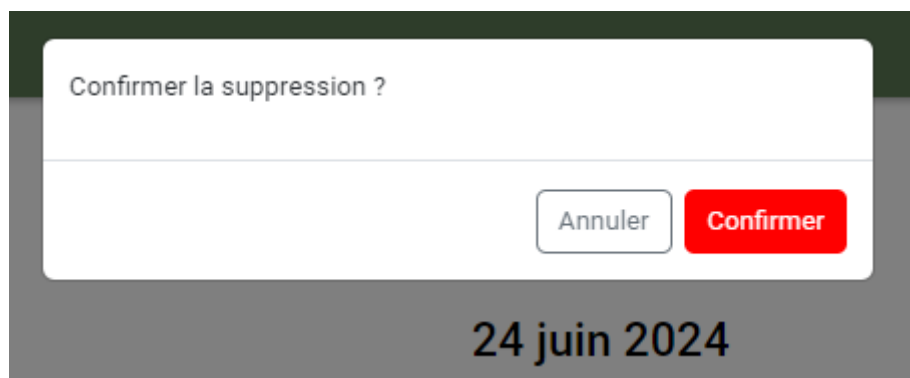 Confirmer la suppression ?
Annuler Confirmer
24 juin 2024